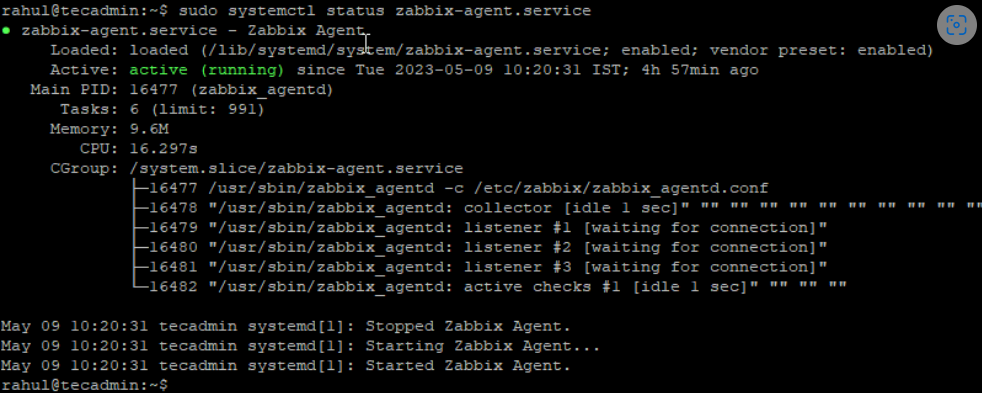 rahul@tecadmin:~$ sudo systemctl status zabbix-agent.service
● zabbix-agent.service - Zabbix Agent
Loaded: loaded (/lib/systemd/system/zabbix-agent.service; enabled; vendor preset: enabled)
Active: active (running) since Tue 2023-05-09 10:20:31 IST; 4h 57min ago
Main PID: 16477 (zabbix_agentd)
Tasks: 6 (limit: 991)
Memory: 9.6M
CPU: 16.297s
CGroup: /system.slice/zabbix-agent.service
├─16477 /usr/sbin/zabbix_agentd -c /etc/zabbix/zabbix_agentd.conf
├─16478 "/usr/sbin/zabbix_agentd: collector [idle 1 sec]" "" "" "" "" "" "" "" "" "" ""
├─16479 "/usr/sbin/zabbix_agentd: listener #1 [waiting for connection]"
├─16480 "/usr/sbin/zabbix_agentd: listener #2 [waiting for connection]"
├─16481 "/usr/sbin/zabbix_agentd: listener #3 [waiting for connection]"
└─16482 "/usr/sbin/zabbix_agentd: active checks #1 [idle 1 sec]" "" "" ""
May 09 10:20:31 tecadmin systemd[1]: Stopped Zabbix Agent.
May 09 10:20:31 tecadmin systemd[1]: Starting Zabbix Agent...
May 09 10:20:31 tecadmin systemd[1]: Started Zabbix Agent.
rahul@tecadmin:~$